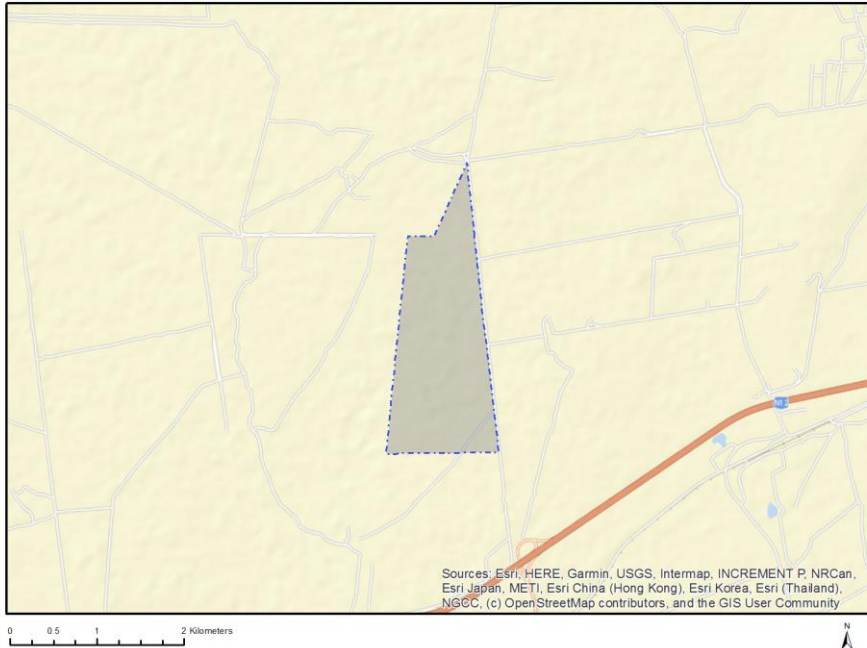 N12
Sources: Esri, HERE, Garmin, USGS, Intermap, INCREMENT P, NRCan,
Esri Japan, METI, Esri China (Hong Kong), Esri Korea, Esri (Thailand),
NGCC, (c) OpenStreetMap contributors, and the GIS User Community
0 0.5 1 2 Kilometers
N